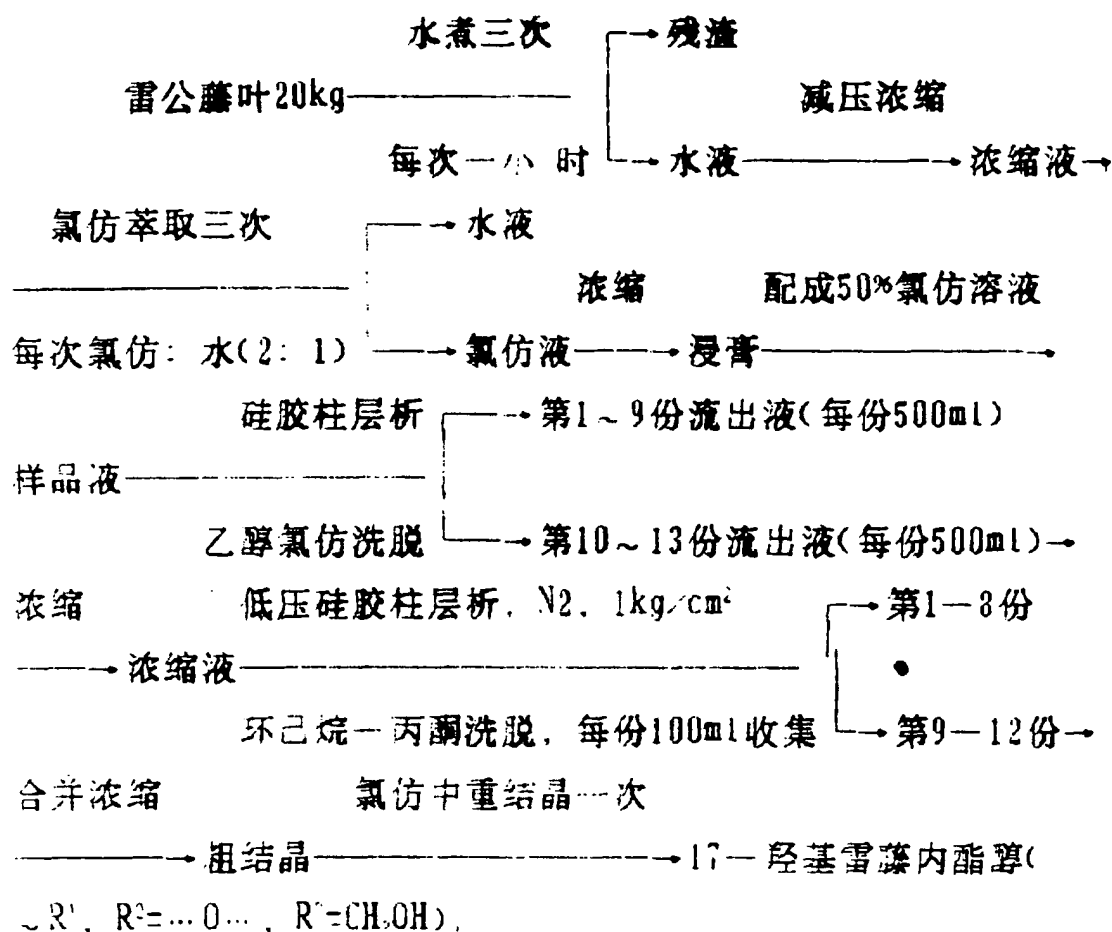 水煮三次 ┌─→残渣
雷公藤叶20kg────── 减压浓缩
每次一小时 └─→水液─────→浓缩液→
氯仿萃取三次 ┌──→水液
──────── 浓缩 配成50%氯仿溶液
每次氯仿: 水(2: 1) ──→氯仿液───→浸膏────────→
硅胶柱层析 ┌──→第1~9份流出液(每份500ml)
样品液────────
乙醇氯仿洗脱 └──→第10~13份流出液(每份500ml)→
浓缩 低压硅胶柱层析, N2, 1kg/cm² ┌─→第1-8份
───→浓缩液──────────────
环己烷-丙酮洗脱, 每份100ml收集 └─→第9-12份→
合并浓缩 氯仿中重结晶一次
─────→粗结晶──────────→17-羟基雷藤内酯醇(
R¹, R²=…O…, R =CH₂OH),